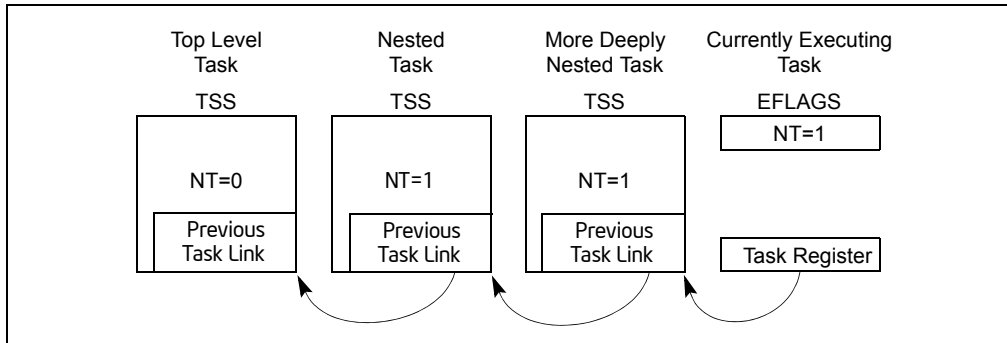 Top Level
Task
Nested
Task
More Deeply
Nested Task
Currently Executing
Task
TSS
TSS
TSS
EFLAGS
NT=1
NT=0
NT=1
NT=1
Previous
Task Link
Previous
Task Link
Previous
Task Link
Task Register